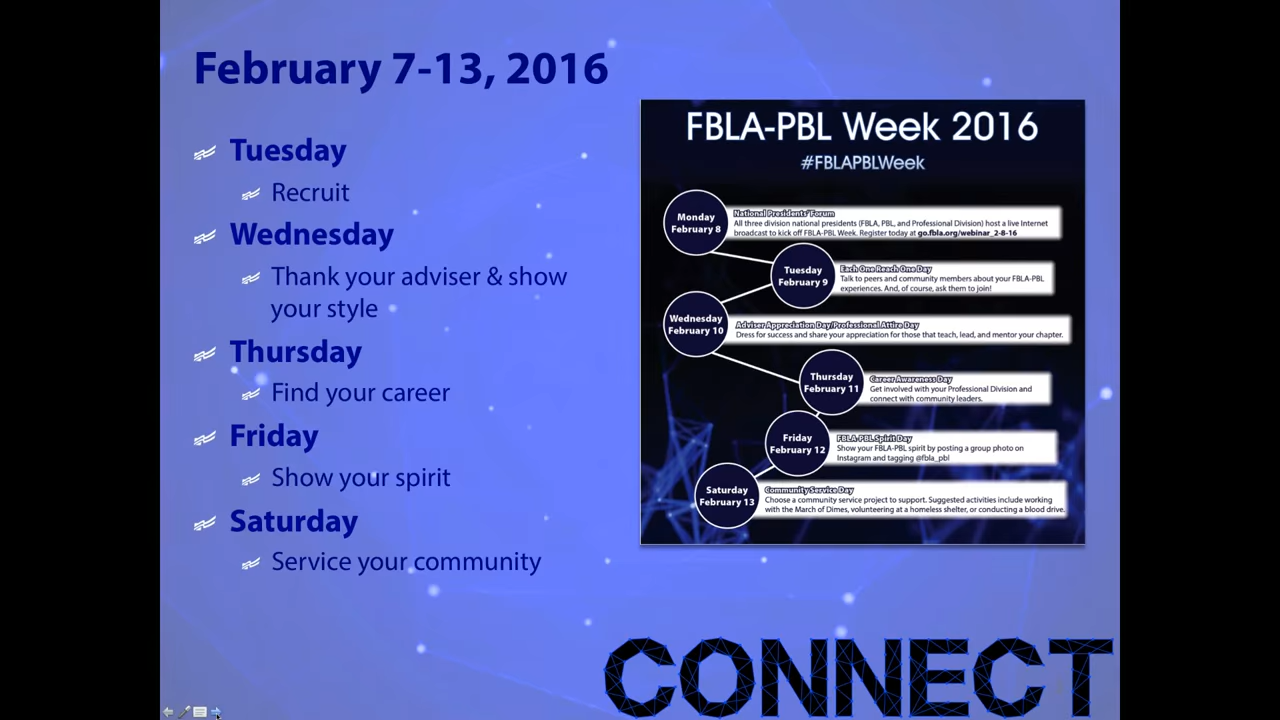 February 7-13, 2016
Tuesday
Recruit
Wednesday
Thank your adviser & show
your style
Thursday
Find your career
Friday
Show your spirit
Saturday
Service your community
FBLA-PBL Week 2016
#FBLAPBLWeek
Monday
February 8
National Presidents' Forum
All three division national presidents (FBLA, PBL, and Professional Division) host a live Internet
broadcast to kick off FBLA-PBL Week. Register today at go.fbla.org/webinar_2-8-16
Tuesday
February 9
Each One Reach One Day
Talk to peers and community members about your FBLA-PBL
experiences. And, of course, ask them to join!
Wednesday
February 10
Adviser Appreciation Day/Professional Attire Day
Dress for success and share your appreciation for those that teach, lead, and mentor your chapter.
Thursday
February 11
Career Awareness Day
Get involved with your Professional Division and
connect with community leaders.
Friday
February 12
FBLA-PBL Spirit Day
Show your FBLA-PBL spirit by posting a group photo on
Instagram and tagging @fbla_pbl
Saturday
February 13
Community Service Day
Choose a community service project to support. Suggested activities include working
with the March of Dimes, volunteering at a homeless shelter, or conducting a blood drive.
CONNECT